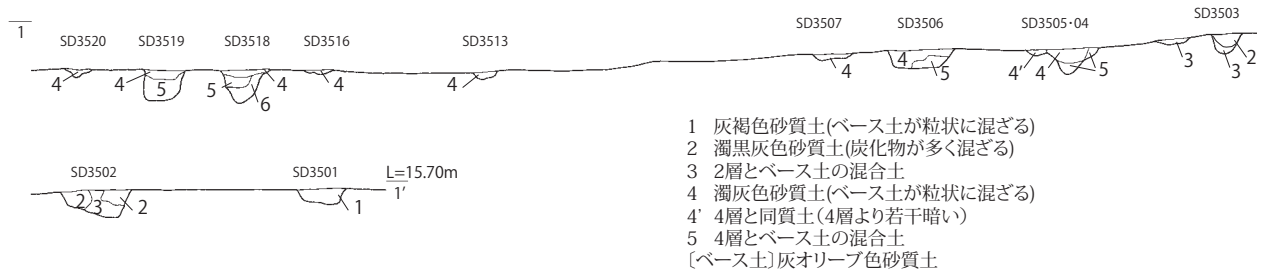 1
SD3520 SD3519 SD3518 SD3516 SD3513 SD3507 SD3506 SD3505・04 SD3503
4 4 5 5 6 4 4 4 4 4 5 4' 4 5 3 3 2
SD3502 SD3501 L=15.70m
1'
2 3 2 1
1 灰褐色砂質土(ベース土が粒状に混ざる)
2 濁黒灰色砂質土(炭化物が多く混ざる)
3 2層とベース土の混合土
4 濁灰色砂質土(ベース土が粒状に混ざる)
4' 4層と同質土(4層より若干暗い)
5 4層とベース土の混合土
〔ベース土〕灰オリーブ色砂質土